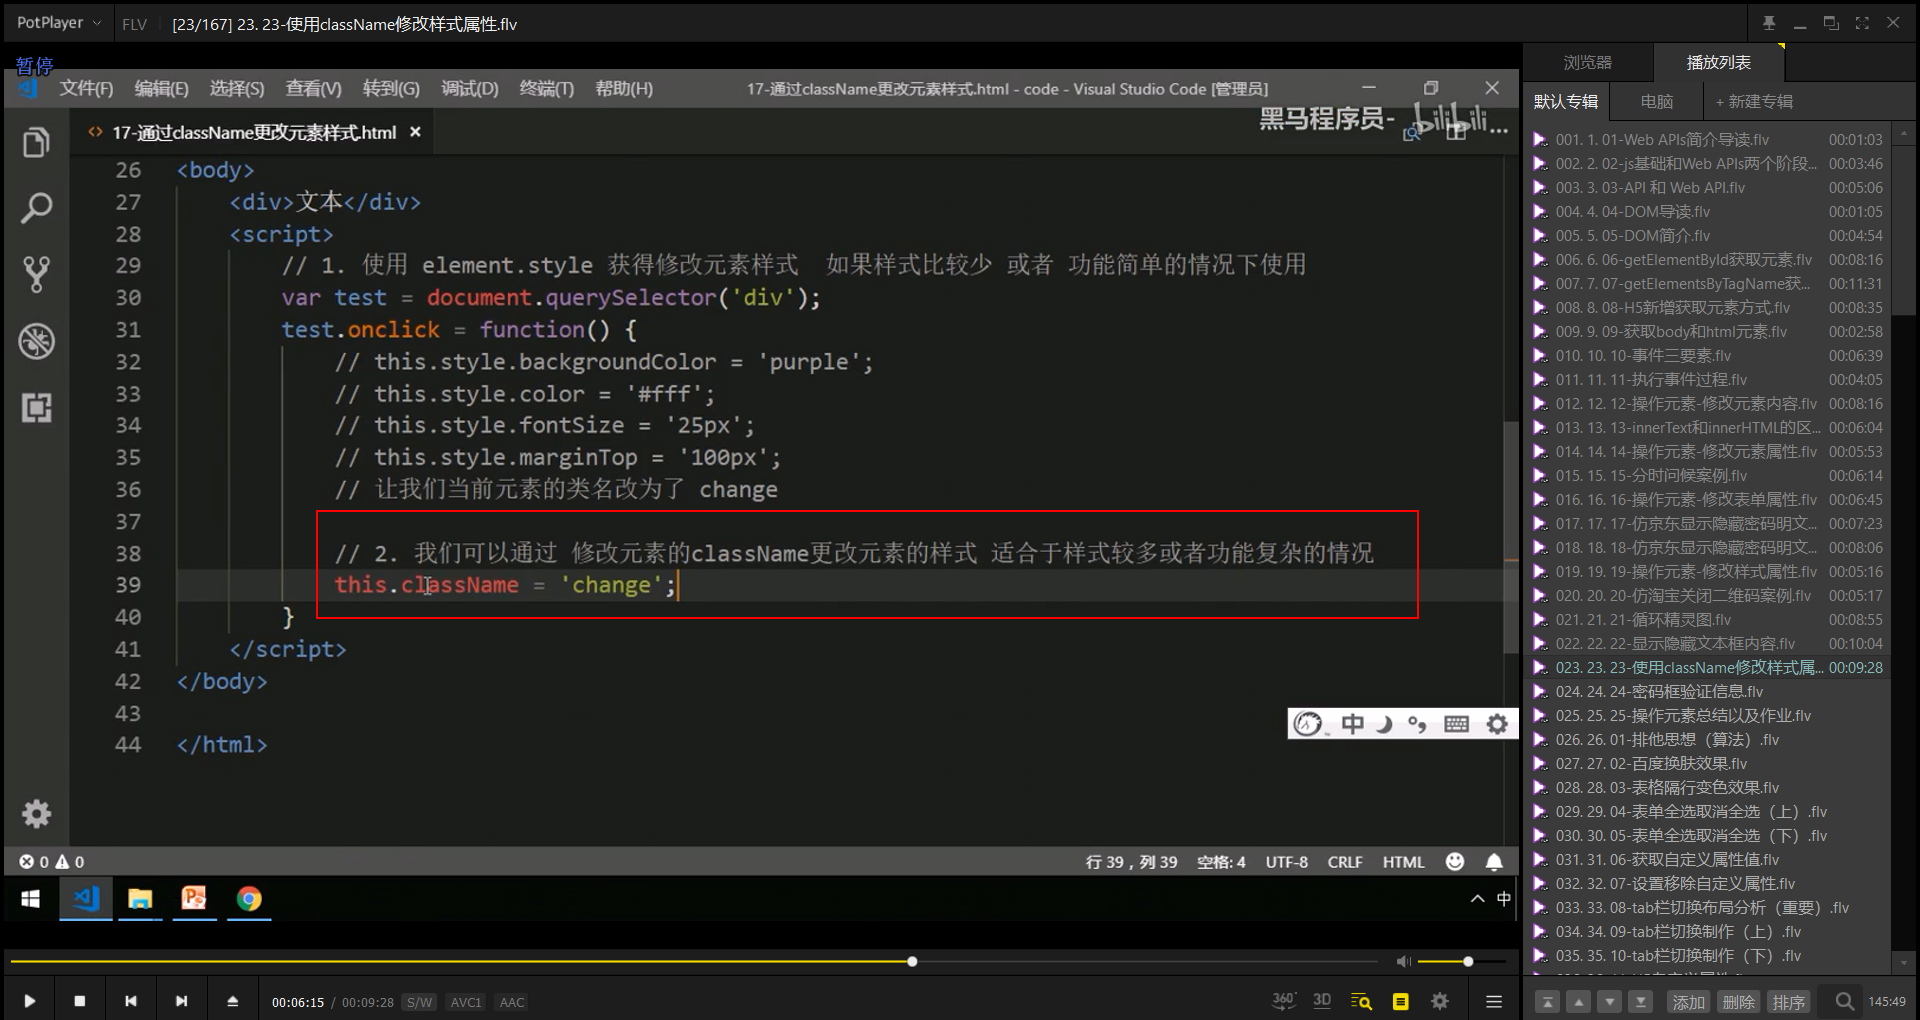 PotPlayer FLV [23/167] 23. 23-使用className修改样式属性.flv
暂停
文件(F) 编辑(E) 选择(S) 查看(V) 转到(G) 调试(D) 终端(T) 帮助(H) 17-通过className更改元素样式.html - code - Visual Studio Code [管理员]
17-通过className更改元素样式.html
黑马程序员- bilibili
26 <body>
27 <div>文本</div>
28 <script>
29 // 1. 使用 element.style 获得修改元素样式 如果样式比较少 或者 功能简单的情况下使用
30 var test = document.querySelector('div');
31 test.onclick = function() {
32 // this.style.backgroundColor = 'purple';
33 // this.style.color = '#fff';
34 // this.style.fontSize = '25px';
35 // this.style.marginTop = '100px';
36 // 让我们当前元素的类名改为了 change
37
38 // 2. 我们可以通过 修改元素的className更改元素的样式 适合于样式较多或者功能复杂的情况
39 this.className = 'change';
40 }
41 </script>
42 </body>
43
44 </html>
中
0 0 行 39，列 39 空格: 4 UTF-8 CRLF HTML
中
00:06:15 / 00:09:28 S/W AVC1 AAC
360° 3D
浏览器 播放列表
默认专辑 电脑 + 新建专辑
001. 1. 01-Web APIs简介导读.flv 00:01:03
002. 2. 02-js基础和Web APIs两个阶段... 00:03:46
003. 3. 03-API 和 Web API.flv 00:05:06
004. 4. 04-DOM导读.flv 00:01:05
005. 5. 05-DOM简介.flv 00:04:54
006. 6. 06-getElementById获取元素.flv 00:08:16
007. 7. 07-getElementsByTagName获... 00:11:31
008. 8. 08-H5新增获取元素方式.flv 00:08:35
009. 9. 09-获取body和html元素.flv 00:02:58
010. 10. 10-事件三要素.flv 00:06:39
011. 11. 11-执行事件过程.flv 00:04:05
012. 12. 12-操作元素-修改元素内容.flv 00:08:16
013. 13. 13-innerText和innerHTML的区... 00:06:04
014. 14. 14-操作元素-修改元素属性.flv 00:05:53
015. 15. 15-分时问候案例.flv 00:06:14
016. 16. 16-操作元素-修改表单属性.flv 00:06:45
017. 17. 17-仿京东显示隐藏密码明文... 00:07:23
018. 18. 18-仿京东显示隐藏密码明文... 00:08:06
019. 19. 19-操作元素-修改样式属性.flv 00:05:16
020. 20. 20-仿淘宝关闭二维码案例.flv 00:05:17
021. 21. 21-循环精灵图.flv 00:08:55
022. 22. 22-显示隐藏文本框内容.flv 00:10:04
023. 23. 23-使用className修改样式属... 00:09:28
024. 24. 24-密码框验证信息.flv
025. 25. 25-操作元素总结以及作业.flv
026. 26. 01-排他思想（算法）.flv
027. 27. 02-百度换肤效果.flv
028. 28. 03-表格隔行变色效果.flv
029. 29. 04-表单全选取消全选（上）.flv
030. 30. 05-表单全选取消全选（下）.flv
031. 31. 06-获取自定义属性值.flv
032. 32. 07-设置移除自定义属性.flv
033. 33. 08-tab栏切换布局分析（重要）.flv
034. 34. 09-tab栏切换制作（上）.flv
035. 35. 10-tab栏切换制作（下）.flv
添加 删除 排序 145:49